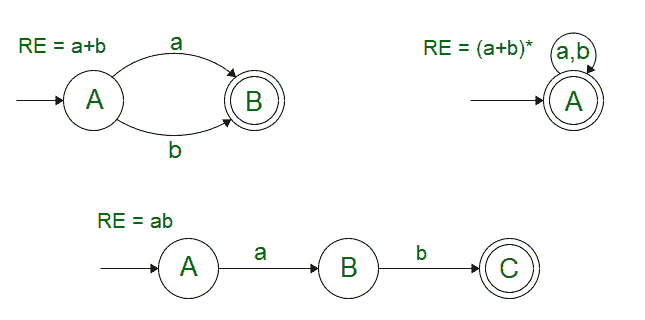 RE = a+b
a
A
B
b
RE = (a+b)*
a,b
A
RE = ab
A
a
B
b
C